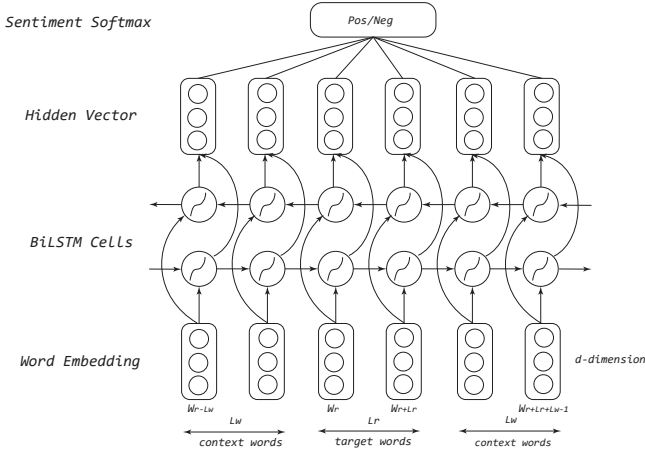 Sentiment Softmax
Pos/Neg
Hidden Vector
BiLSTM Cells
Word Embedding
d-dimension
Wr-Lw
Wr
Wr+Lr
Wr+Lr+Lw-1
Lw
Lr
Lw
context words
target words
context words